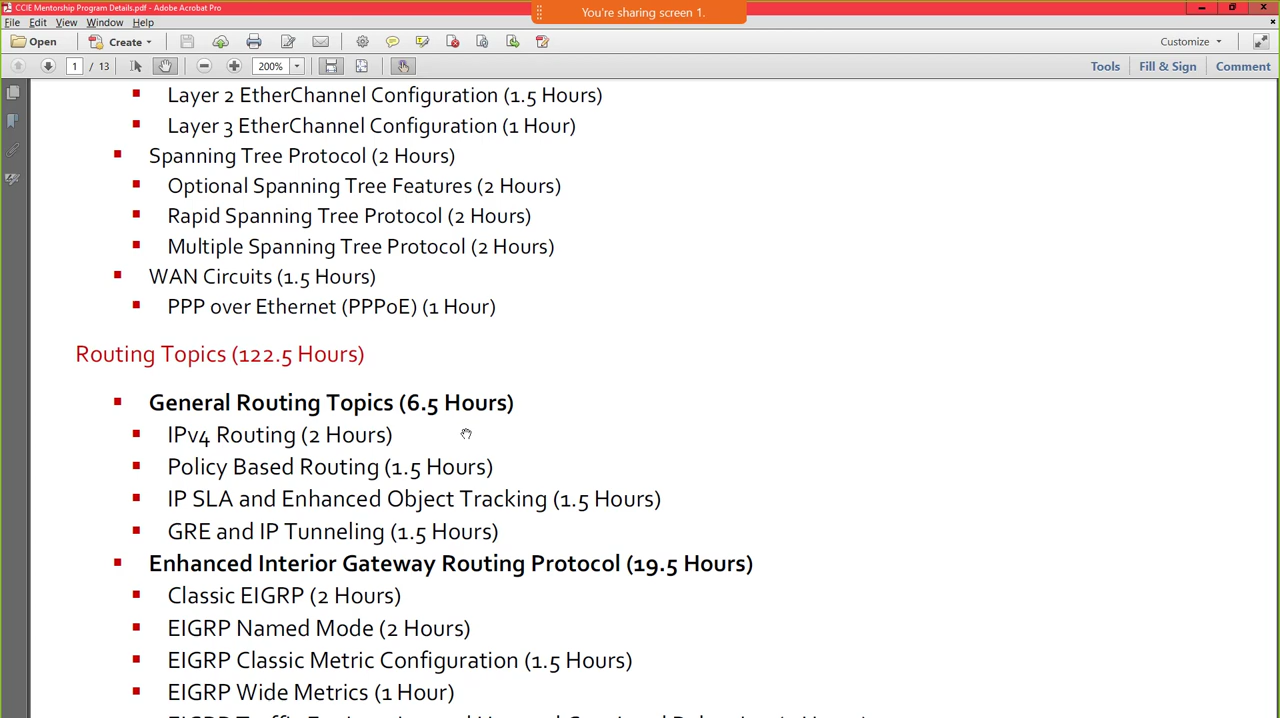 CCIE Mentorship Program Details.pdf - Adobe Acrobat Pro
You're sharing screen 1.
File Edit View Window Help
Open Create Customize
1 / 13 200% Tools Fill & Sign Comment
Layer 2 EtherChannel Configuration (1.5 Hours)
Layer 3 EtherChannel Configuration (1 Hour)
Spanning Tree Protocol (2 Hours)
Optional Spanning Tree Features (2 Hours)
Rapid Spanning Tree Protocol (2 Hours)
Multiple Spanning Tree Protocol (2 Hours)
WAN Circuits (1.5 Hours)
PPP over Ethernet (PPPoE) (1 Hour)
Routing Topics (122.5 Hours)
General Routing Topics (6.5 Hours)
IPv4 Routing (2 Hours)
Policy Based Routing (1.5 Hours)
IP SLA and Enhanced Object Tracking (1.5 Hours)
GRE and IP Tunneling (1.5 Hours)
Enhanced Interior Gateway Routing Protocol (19.5 Hours)
Classic EIGRP (2 Hours)
EIGRP Named Mode (2 Hours)
EIGRP Classic Metric Configuration (1.5 Hours)
EIGRP Wide Metrics (1 Hour)